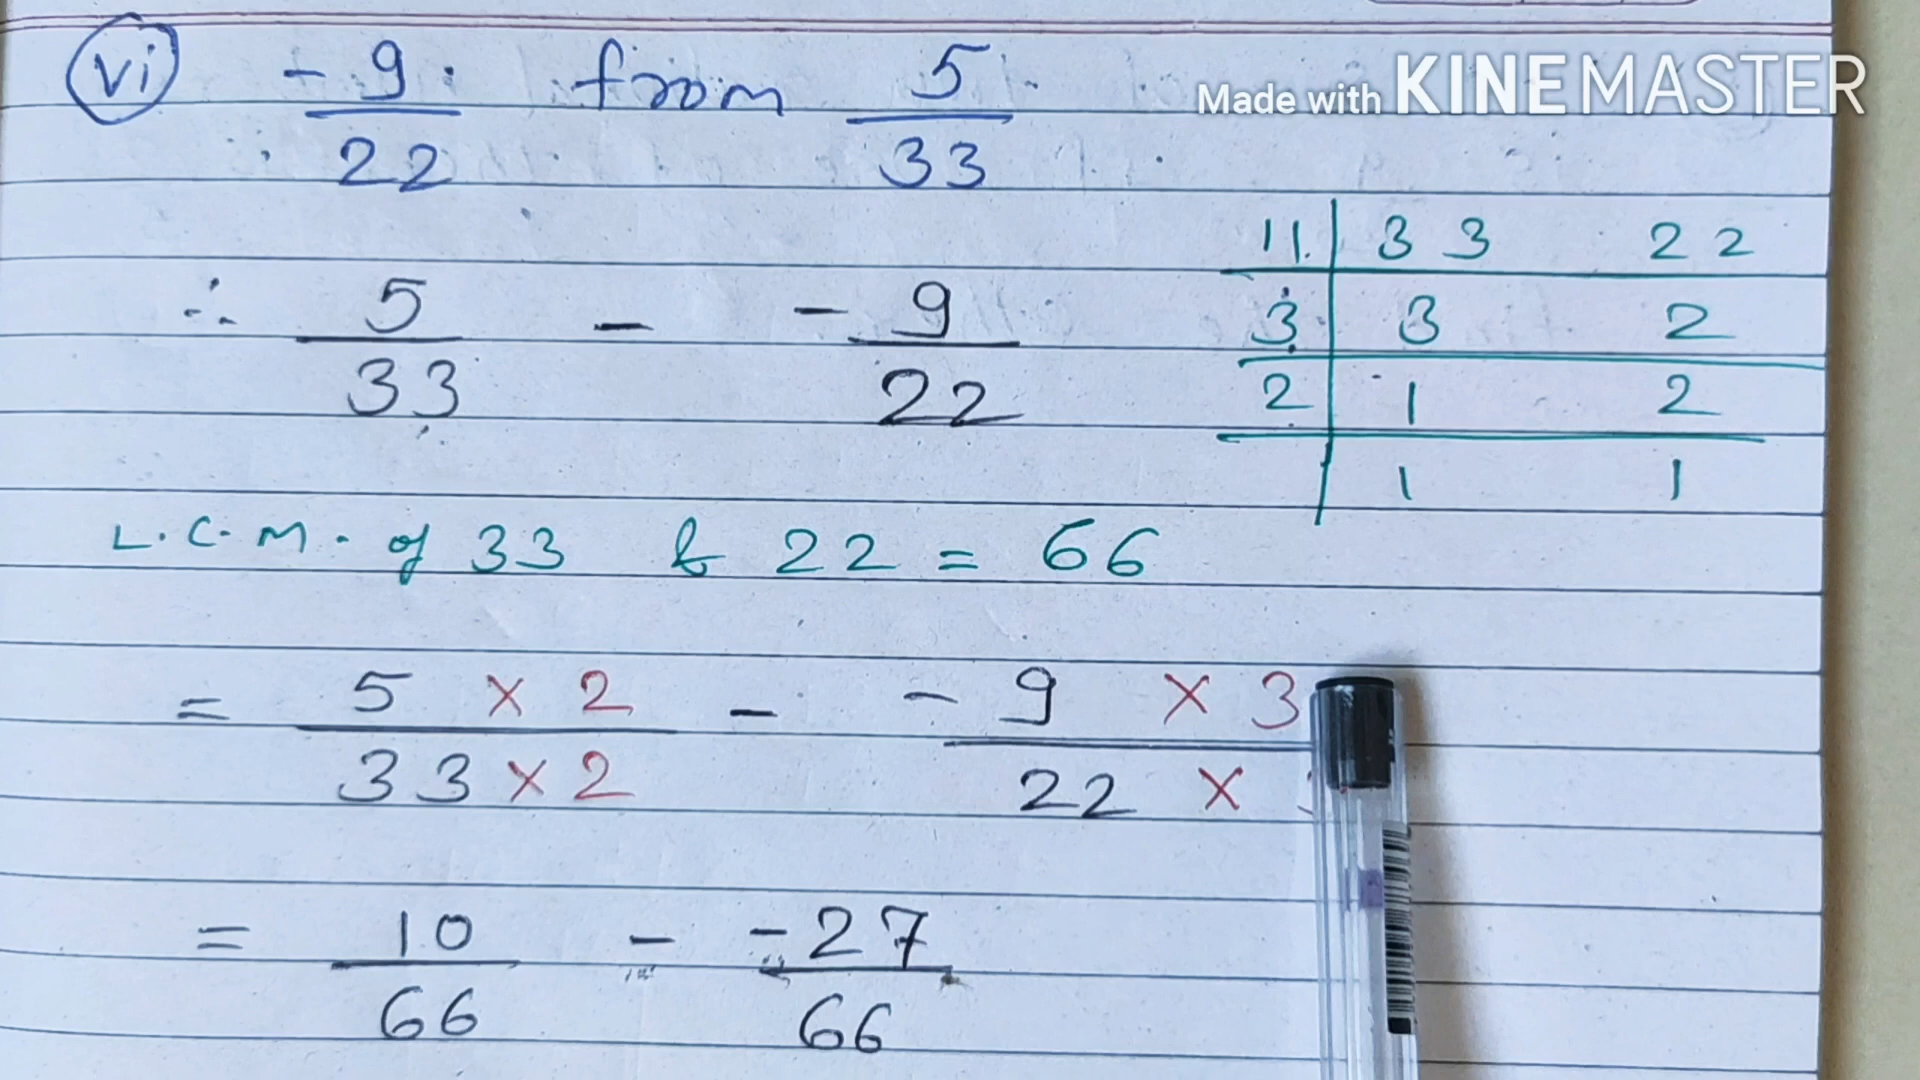 Made with KINEMASTER
(vi) -9/22 from 5/33
∴ 5/33 - -9/22
11 | 33 22
3 | 3 2
2 | 1 2
| 1 1
L.C.M. of 33 & 22 = 66
= 5 × 2 / 33 × 2 - -9 × 3 / 22 ×
= 10/66 - -27/66